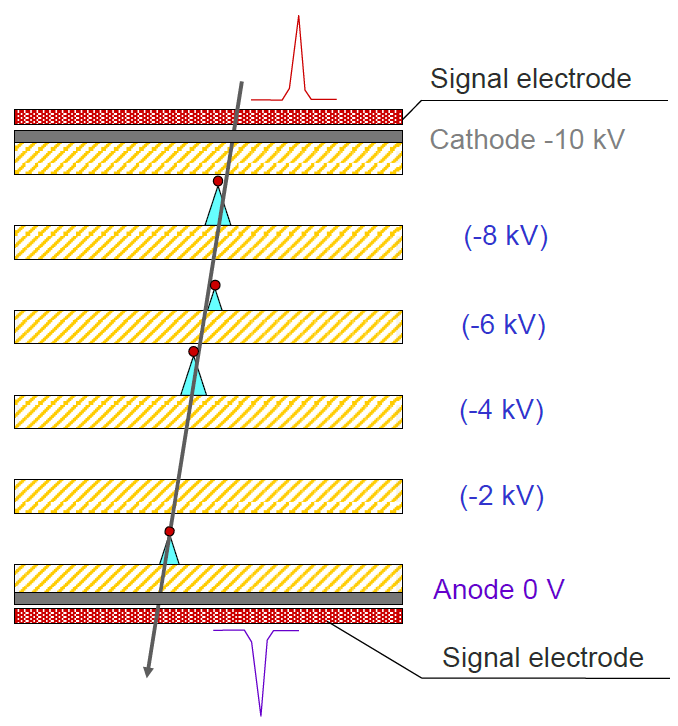 Signal electrode
Cathode -10 kV
(-8 kV)
(-6 kV)
(-4 kV)
(-2 kV)
Anode 0 V
Signal electrode